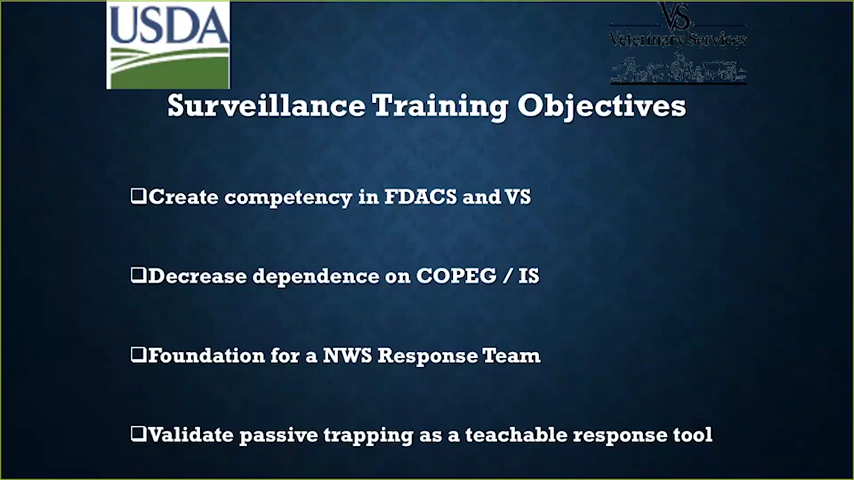 USDA
VS
Veterinary Services
Surveillance Training Objectives
❑Create competency in FDACS and VS
❑Decrease dependence on COPEG / IS
❑Foundation for a NWS Response Team
❑Validate passive trapping as a teachable response tool